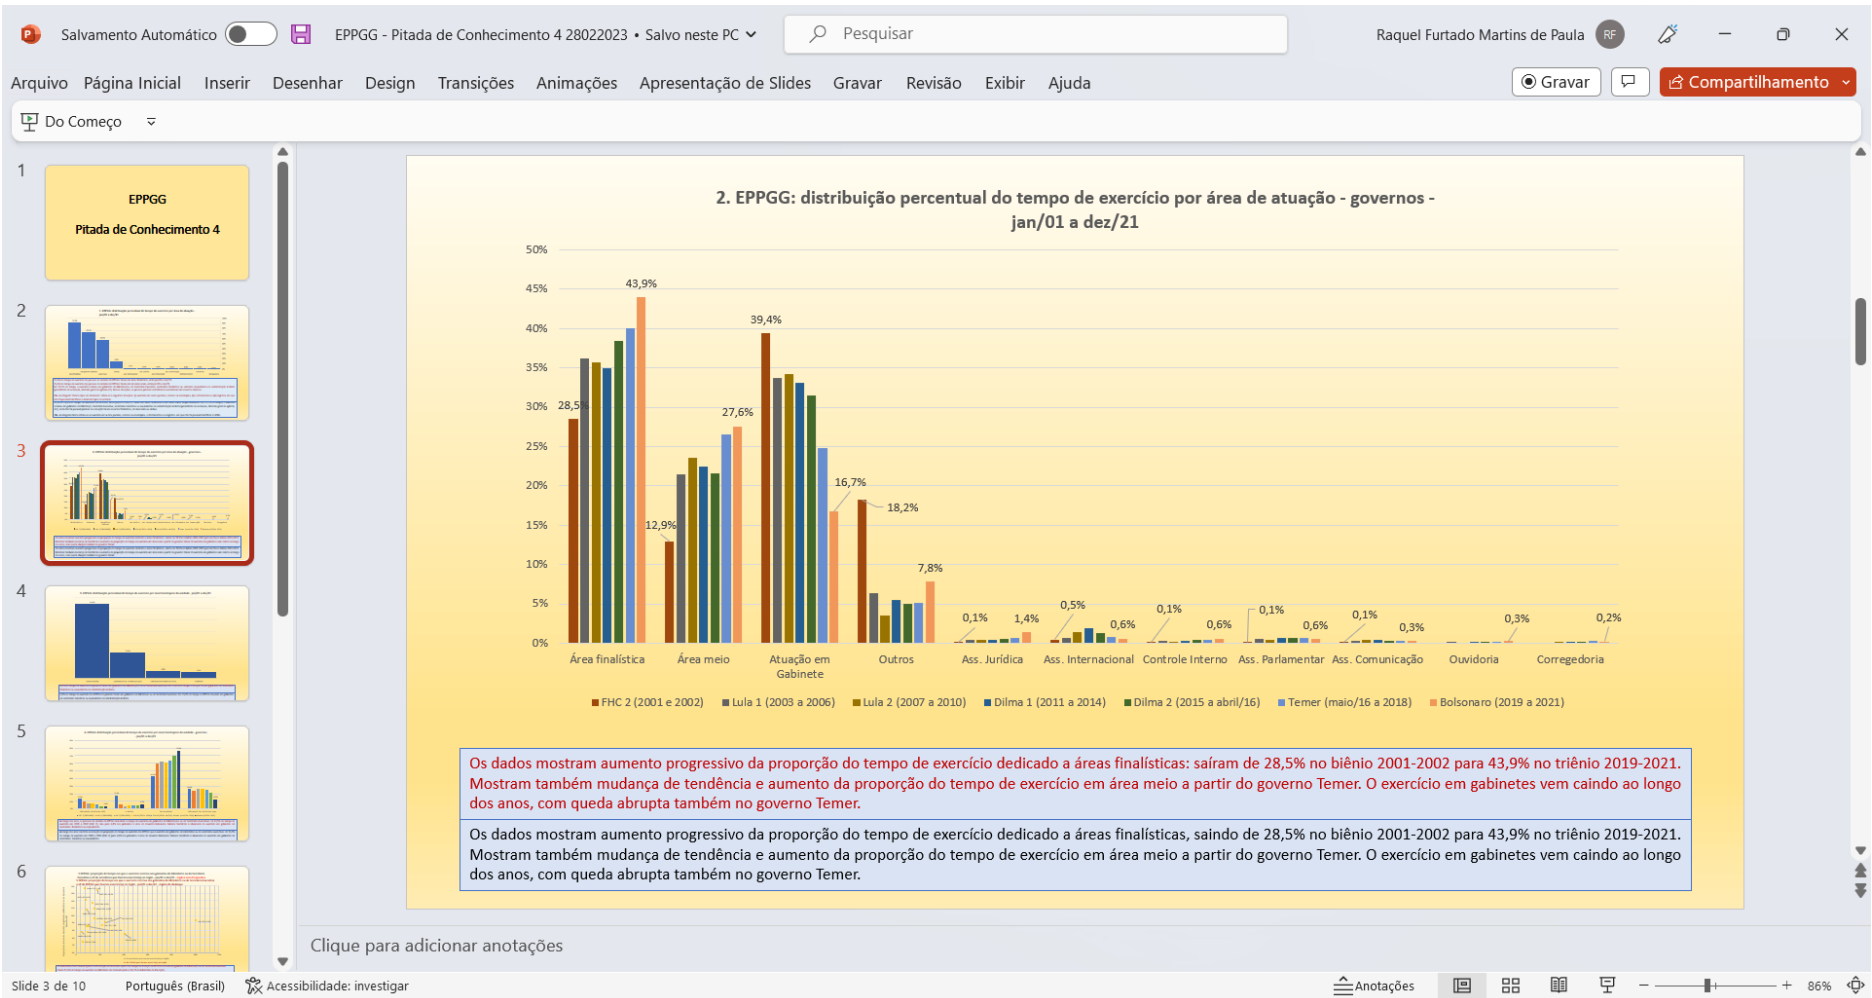 Salvamento Automático
EPPGG - Pitada de Conhecimento 4 28022023 • Salvo neste PC
Pesquisar
Raquel Furtado Martins de Paula
RF
Arquivo Página Inicial Inserir Desenhar Design Transições Animações Apresentação de Slides Gravar Revisão Exibir Ajuda
Gravar
Compartilhamento
Do Começo
1
EPPGG
Pitada de Conhecimento 4
2
3
4
5
6
2. EPPGG: distribuição percentual do tempo de exercício por área de atuação - governos -
jan/01 a dez/21
50%
45%
40%
35%
30%
25%
20%
15%
10%
5%
0%
28,5%
43,9%
12,9%
27,6%
39,4%
16,7%
18,2%
7,8%
0,1%
1,4%
0,5%
0,6%
0,1%
0,6%
0,1%
0,6%
0,1%
0,3%
0,3%
0,2%
Área finalística
Área meio
Atuação em
Gabinete
Outros
Ass. Jurídica
Ass. Internacional
Controle Interno
Ass. Parlamentar
Ass. Comunicação
Ouvidoria
Corregedoria
FHC 2 (2001 e 2002) Lula 1 (2003 a 2006) Lula 2 (2007 a 2010) Dilma 1 (2011 a 2014) Dilma 2 (2015 a abril/16) Temer (maio/16 a 2018) Bolsonaro (2019 a 2021)
Os dados mostram aumento progressivo da proporção do tempo de exercício dedicado a áreas finalísticas: saíram de 28,5% no biênio 2001-2002 para 43,9% no triênio 2019-2021.
Mostram também mudança de tendência e aumento da proporção do tempo de exercício em área meio a partir do governo Temer. O exercício em gabinetes vem caindo ao longo
dos anos, com queda abrupta também no governo Temer.
Os dados mostram aumento progressivo da proporção do tempo de exercício dedicado a áreas finalísticas, saindo de 28,5% no biênio 2001-2002 para 43,9% no triênio 2019-2021.
Mostram também mudança de tendência e aumento da proporção do tempo de exercício em área meio a partir do governo Temer. O exercício em gabinetes vem caindo ao longo
dos anos, com queda abrupta também no governo Temer.
Clique para adicionar anotações
Slide 3 de 10
Português (Brasil)
Acessibilidade: investigar
Anotações
86%